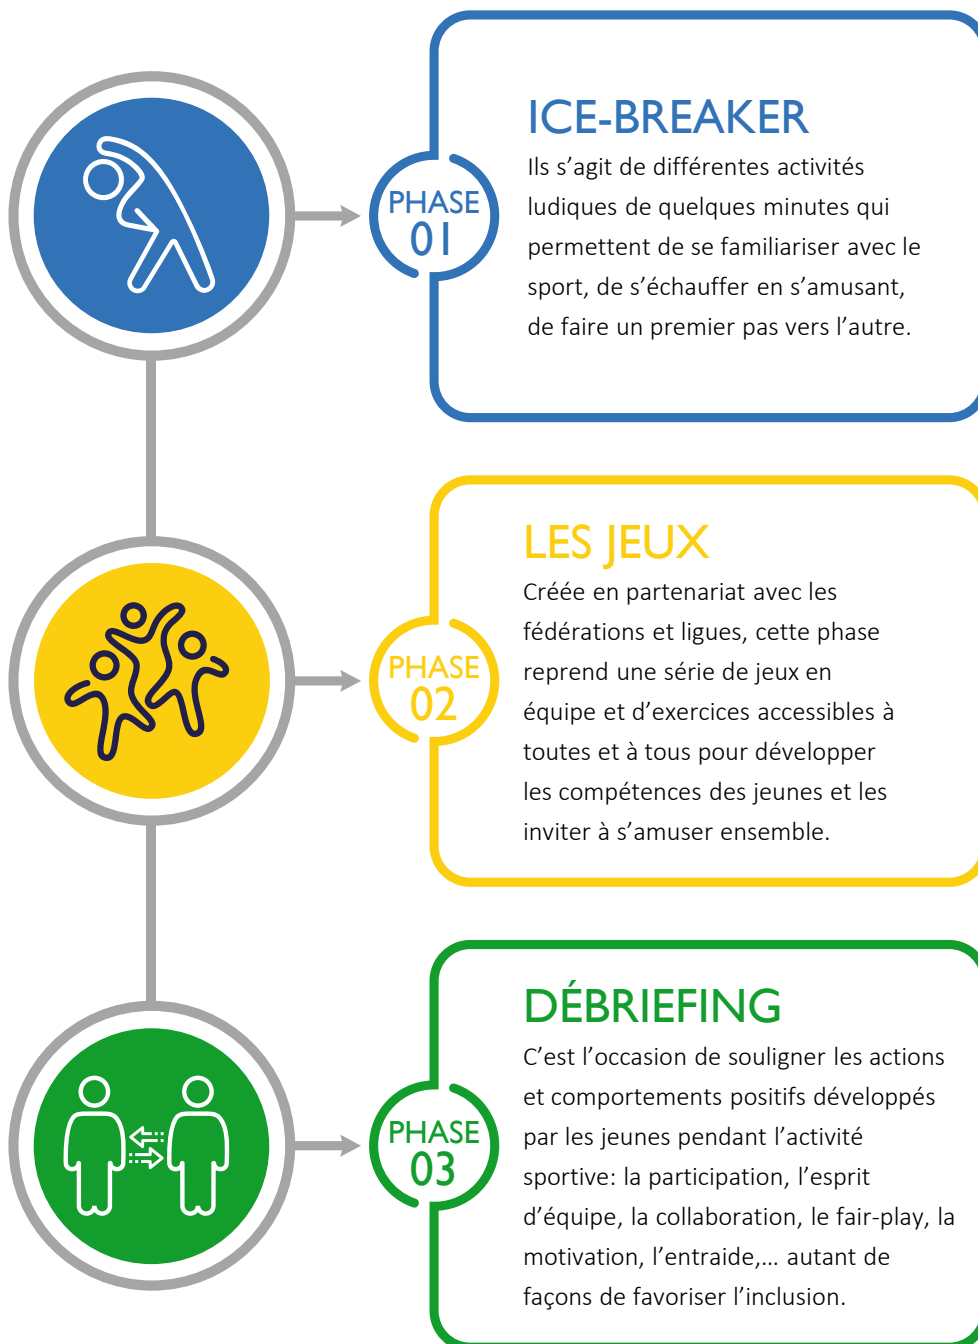 PHASE
01
ICE-BREAKER
Ils s’agit de différentes activités
ludiques de quelques minutes qui
permettent de se familiariser avec le
sport, de s’échauffer en s’amusant,
de faire un premier pas vers l’autre.
PHASE
02
LES JEUX
Créée en partenariat avec les
fédérations et ligues, cette phase
reprend une série de jeux en
équipe et d’exercices accessibles à
toutes et à tous pour développer
les compétences des jeunes et les
inviter à s’amuser ensemble.
PHASE
03
DÉBRIEFING
C’est l’occasion de souligner les actions
et comportements positifs développés
par les jeunes pendant l’activité
sportive: la participation, l’esprit
d’équipe, la collaboration, le fair-play, la
motivation, l’entraide,… autant de
façons de favoriser l’inclusion.